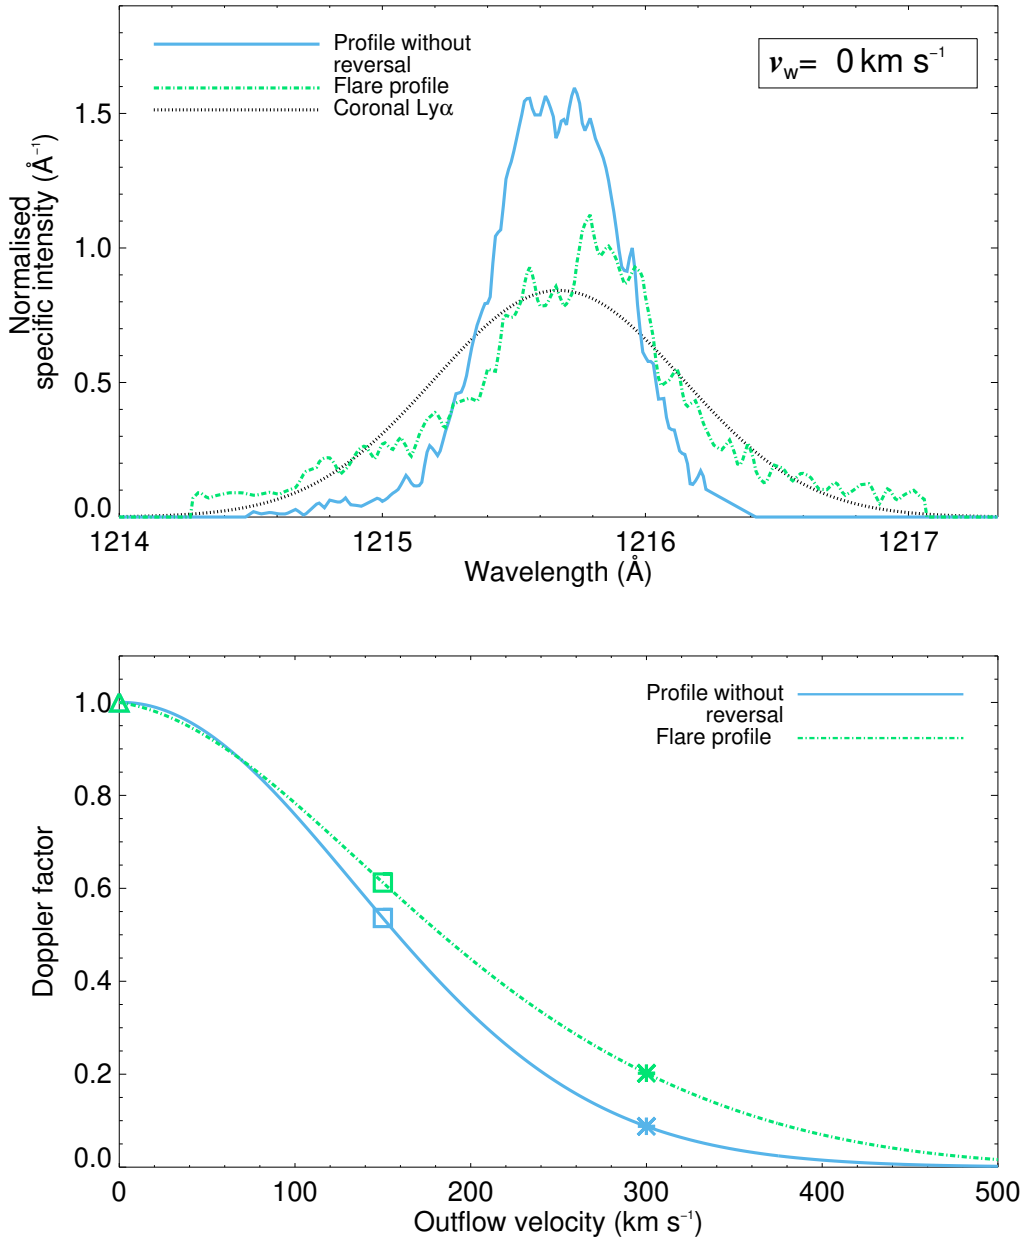 Profile without
reversal
Flare profile
Coronal Lyα
v_w= 0 km s⁻¹
Normalised
specific intensity (Å⁻¹)
1.5
1.0
0.5
0.0
1214 1215 1216 1217
Wavelength (Å)
Profile without
reversal
Flare profile
Doppler factor
1.0
0.8
0.6
0.4
0.2
0.0
0 100 200 300 400 500
Outflow velocity (km s⁻¹)